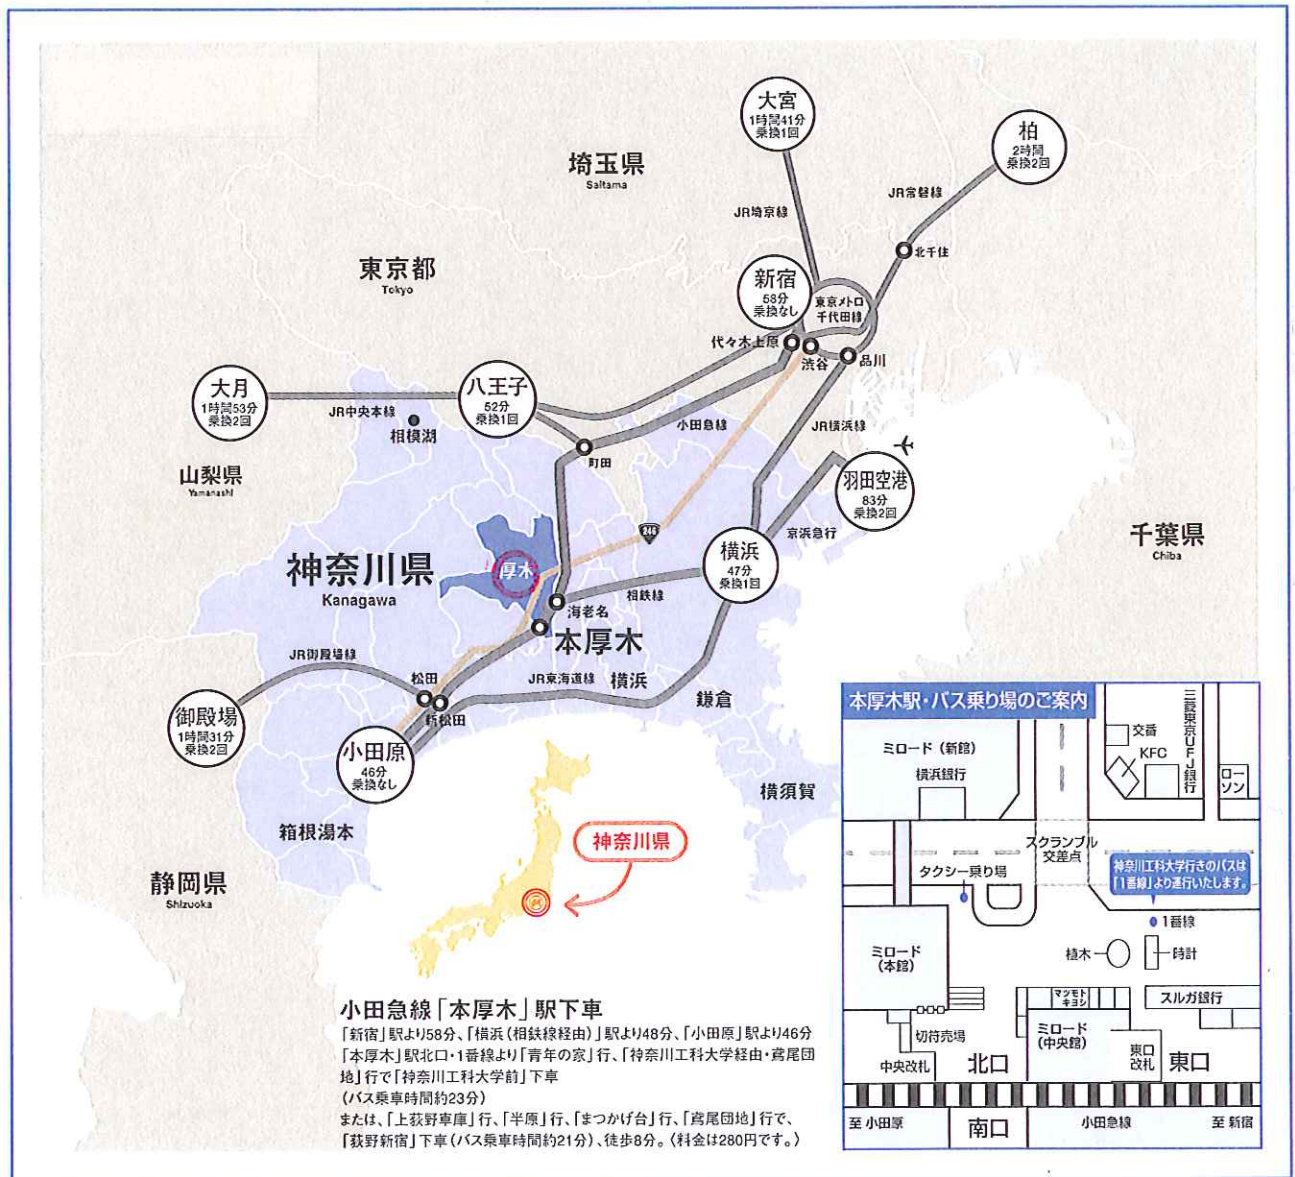 大宮
1時間41分
乗換1回
柏
2時間
乗換2回
埼玉県
Saitama
JR埼京線
JR常磐線
北千住
東京都
Tokyo
新宿
58分
乗換なし
東京メトロ
千代田線
代々木上原
渋谷
品川
大月
1時間53分
乗換2回
JR中央本線
八王子
52分
乗換1回
相模湖
小田急線
JR横浜線
町田
山梨県
Yamanashi
羽田空港
83分
乗換2回
京浜急行
246
横浜
47分
乗換1回
千葉県
Chiba
神奈川県
Kanagawa
厚木
相鉄線
海老名
本厚木
JR御殿場線
松田
新松田
JR東海道線
横浜
鎌倉
御殿場
1時間31分
乗換2回
小田原
46分
乗換なし
横須賀
箱根湯本
静岡県
Shizuoka
神奈川県
本厚木駅・バス乗り場のご案内
ミロード(新館)
横浜銀行
交番
KFC
三菱東京UFJ銀行
ローソン
スクランブル
交差点
タクシー乗り場
神奈川工科大学行きのバスは
「1番線」より運行いたします。
1番線
ミロード
(本館)
植木
時計
マツモト
キヨシ
スルガ銀行
切符売場
ミロード
(中央館)
中央改札
北口
東口
改札
東口
至 小田原
南口
小田急線
至 新宿
小田急線「本厚木」駅下車
「新宿」駅より58分、「横浜(相鉄線経由)」駅より48分、「小田原」駅より46分
「本厚木」駅北口・1番線より「青年の家」行、「神奈川工科大学経由・鳶尾団
地」行で「神奈川工科大学前」下車
(バス乗車時間約23分)
または、「上荻野車庫」行、「半原」行、「まつかげ台」行、「鳶尾団地」行で、
「荻野新宿」下車(バス乗車時間約21分)、徒歩8分。〈料金は280円です。〉